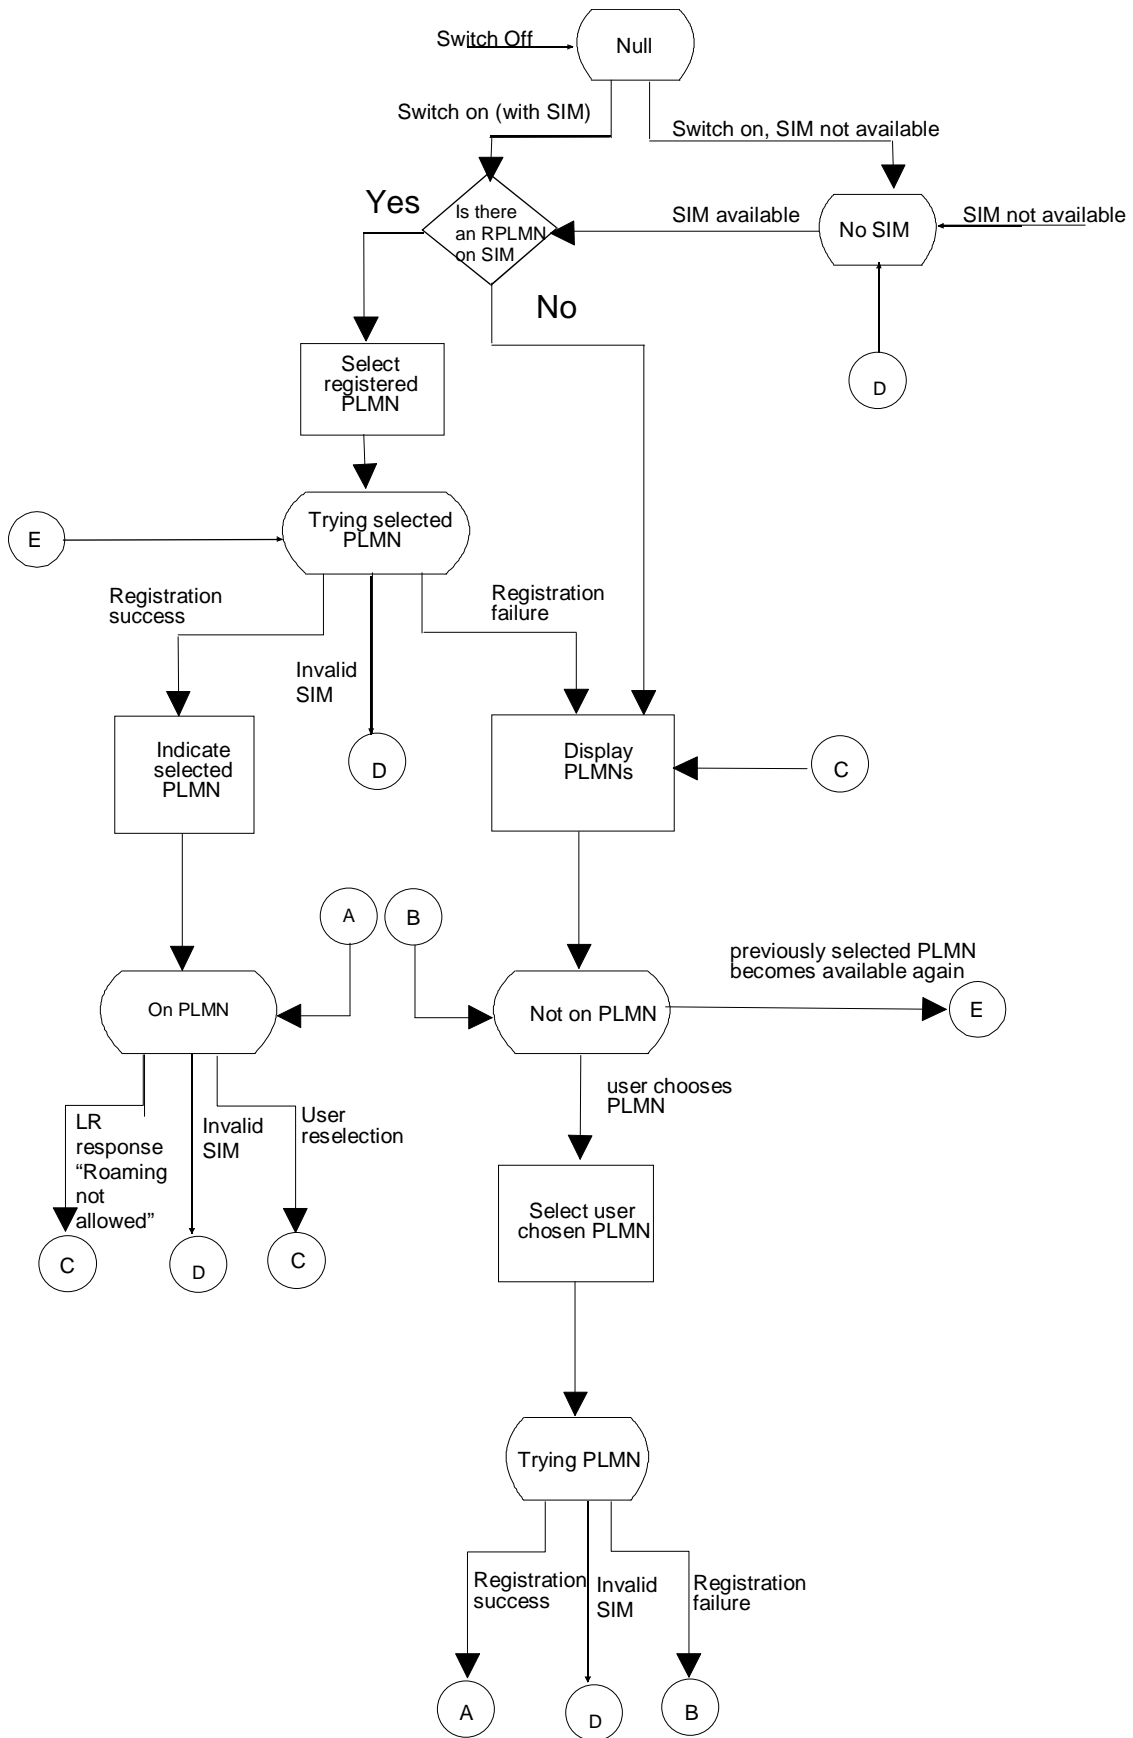 Switch Off
Null
Switch on (with SIM)
Switch on, SIM not available
Yes
Is there
an RPLMN
on SIM
SIM available
No SIM
SIM not available
No
D
Select
registered
PLMN
E
Trying selected
PLMN
Registration
success
Invalid
SIM
Registration
failure
Indicate
selected
PLMN
D
Display
PLMNs
C
A
B
previously selected PLMN
becomes available again
On PLMN
Not on PLMN
E
LR
response
“Roaming
not
allowed”
Invalid
SIM
User
reselection
user chooses
PLMN
C
D
C
Select user
chosen PLMN
Trying PLMN
Registration
success
Invalid
SIM
Registration
failure
A
D
B